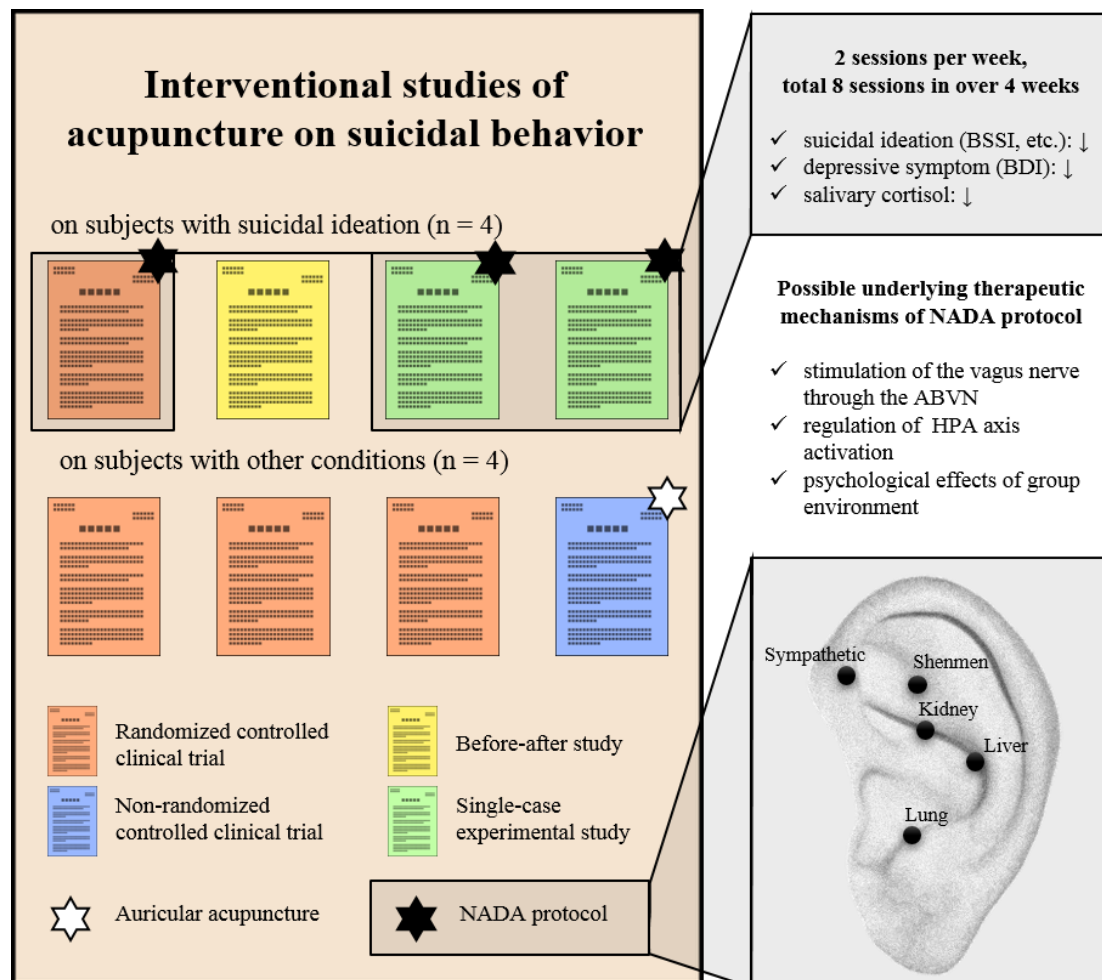 Interventional studies of
acupuncture on suicidal behavior
on subjects with suicidal ideation (n = 4)
on subjects with other conditions (n = 4)
Randomized controlled
clinical trial
Before-after study
Non-randomized
controlled clinical trial
Single-case
experimental study
Auricular acupuncture
NADA protocol
2 sessions per week,
total 8 sessions in over 4 weeks
✓ suicidal ideation (BSSI, etc.): ↓
✓ depressive symptom (BDI): ↓
✓ salivary cortisol: ↓
Possible underlying therapeutic
mechanisms of NADA protocol
✓ stimulation of the vagus nerve
through the ABVN
✓ regulation of HPA axis
activation
✓ psychological effects of group
environment
Sympathetic
Shenmen
Kidney
Liver
Lung